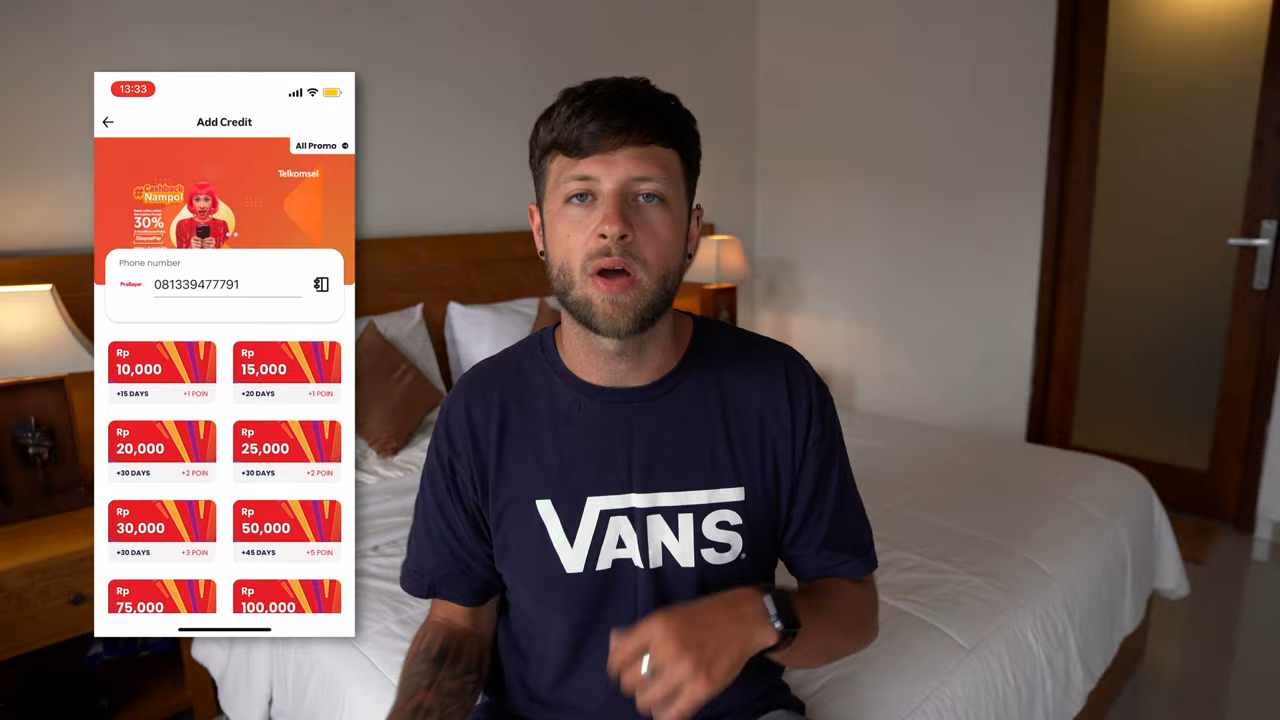 13:33
Add Credit
All Promo
Telkomsel
#Cashback
Nampol
30%
ShopeePay
Phone number
PraBayar
081339477791
Rp
10,000
+15 DAYS
+1 POIN
Rp
15,000
+20 DAYS
+1 POIN
Rp
20,000
+30 DAYS
+2 POIN
Rp
25,000
+30 DAYS
+2 POIN
Rp
30,000
+30 DAYS
+3 POIN
Rp
50,000
+45 DAYS
+5 POIN
Rp
75,000
Rp
100,000
VANS